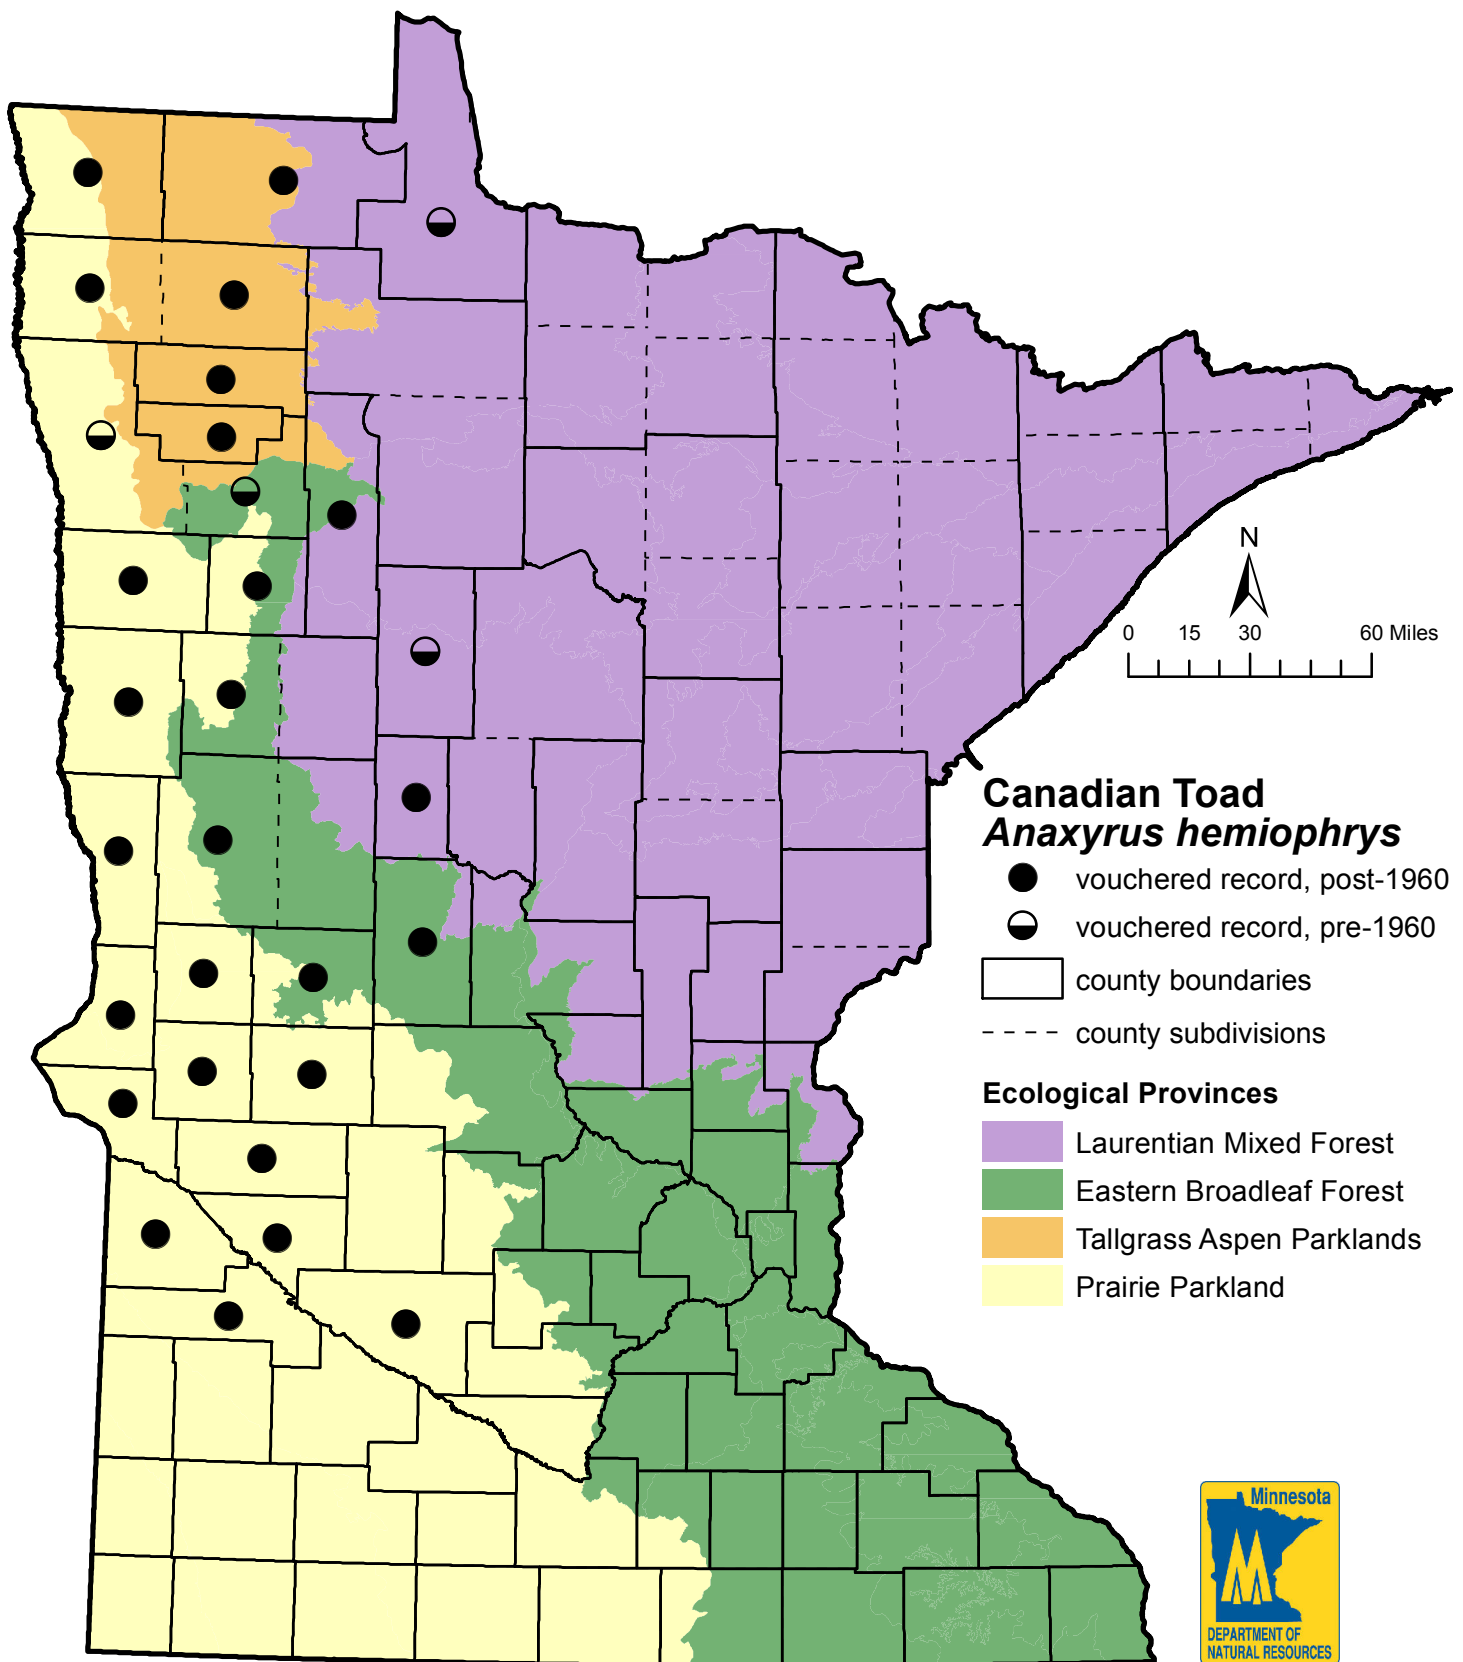 N
0 15 30 60 Miles
Canadian Toad
Anaxyrus hemiophrys
vouchered record, post-1960
vouchered record, pre-1960
county boundaries
county subdivisions
Ecological Provinces
Laurentian Mixed Forest
Eastern Broadleaf Forest
Tallgrass Aspen Parklands
Prairie Parkland
Minnesota
DEPARTMENT OF
NATURAL RESOURCES